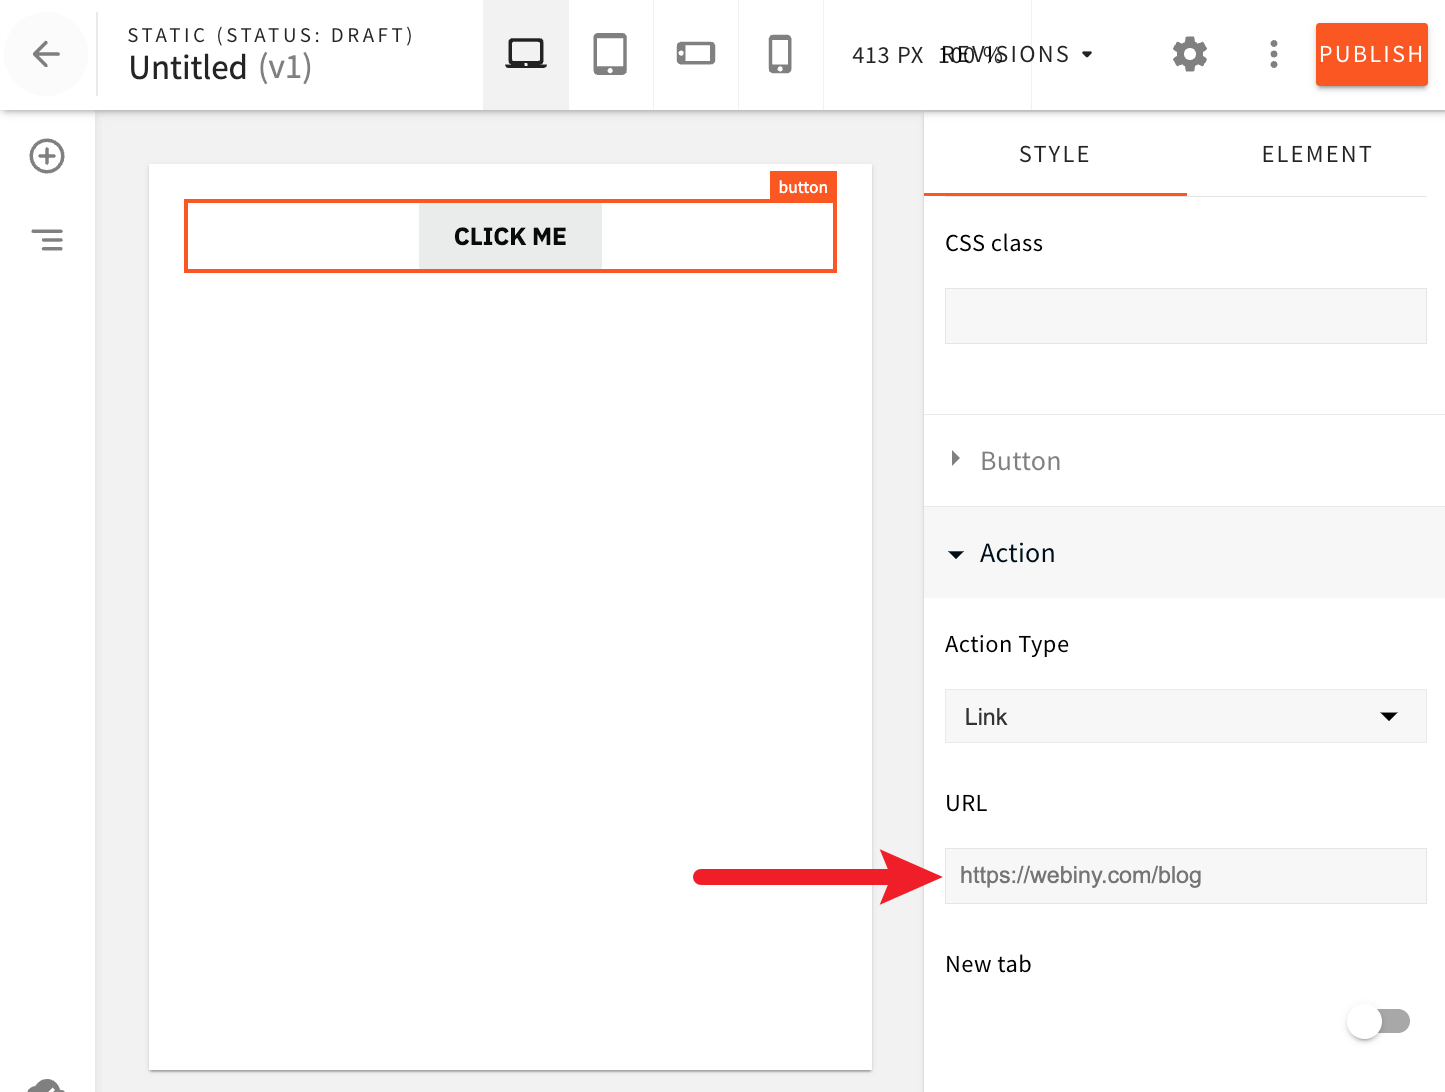 STATIC (STATUS: DRAFT)
Untitled (v1)
413 PX 100 %
REVISIONS
PUBLISH
button
CLICK ME
STYLE ELEMENT
CSS class
Button
Action
Action Type
Link
URL
https://webiny.com/blog
New tab